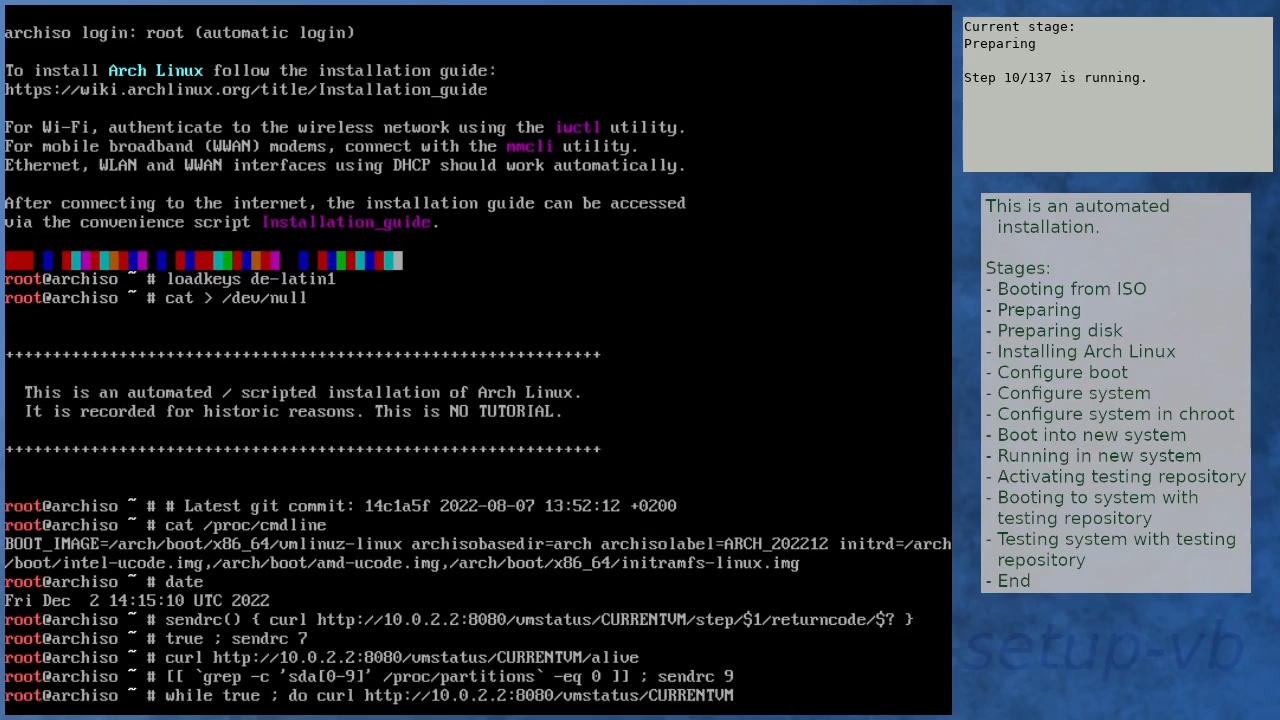 archiso login: root (automatic login)
To install Arch Linux follow the installation guide:
https://wiki.archlinux.org/title/Installation_guide
For Wi-Fi, authenticate to the wireless network using the iwctl utility.
For mobile broadband (WWAN) modems, connect with the mmcli utility.
Ethernet, WLAN and WWAN interfaces using DHCP should work automatically.
After connecting to the internet, the installation guide can be accessed
via the convenience script Installation_guide.
root@archiso ~ # loadkeys de-latin1
root@archiso ~ # cat > /dev/null
+++++++++++++++++++++++++++++++++++++++++++++++++++++++++++++++
This is an automated / scripted installation of Arch Linux.
It is recorded for historic reasons. This is NO TUTORIAL.
+++++++++++++++++++++++++++++++++++++++++++++++++++++++++++++++
root@archiso ~ # # Latest git commit: 14c1a5f 2022-08-07 13:52:12 +0200
root@archiso ~ # cat /proc/cmdline
BOOT_IMAGE=/arch/boot/x86_64/vmlinuz-linux archisobasedir=arch archisolabel=ARCH_202212 initrd=/arch
/boot/intel-ucode.img,/arch/boot/amd-ucode.img,/arch/boot/x86_64/initramfs-linux.img
root@archiso ~ # date
Fri Dec  2 14:15:10 UTC 2022
root@archiso ~ # sendrc() { curl http://10.0.2.2:8080/vmstatus/CURRENTVM/step/$1/returncode/$? }
root@archiso ~ # true ; sendrc 7
root@archiso ~ # curl http://10.0.2.2:8080/vmstatus/CURRENTVM/alive
root@archiso ~ # [[ `grep -c 'sda[0-9]' /proc/partitions` -eq 0 ]] ; sendrc 9
root@archiso ~ # while true ; do curl http://10.0.2.2:8080/vmstatus/CURRENTVM
Current stage:
Preparing
Step 10/137 is running.
This is an automated
installation.
Stages:
- Booting from ISO
- Preparing
- Preparing disk
- Installing Arch Linux
- Configure boot
- Configure system
- Configure system in chroot
- Boot into new system
- Running in new system
- Activating testing repository
- Booting to system with
testing repository
- Testing system with testing
repository
- End
setup-vb